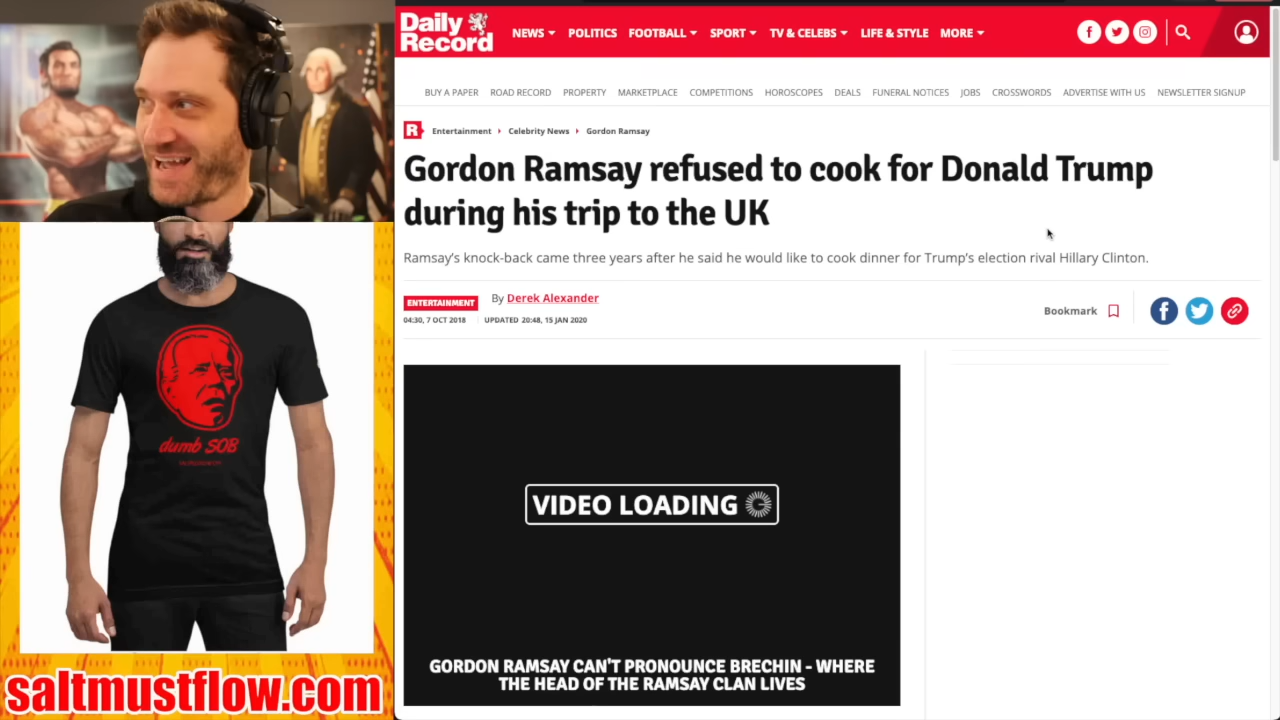 Daily
Record
NEWS
POLITICS
FOOTBALL
SPORT
TV & CELEBS
LIFE & STYLE
MORE
BUY A PAPER
ROAD RECORD
PROPERTY
MARKETPLACE
COMPETITIONS
HOROSCOPES
DEALS
FUNERAL NOTICES
JOBS
CROSSWORDS
ADVERTISE WITH US
NEWSLETTER SIGNUP
R Entertainment Celebrity News Gordon Ramsay
Gordon Ramsay refused to cook for Donald Trump
during his trip to the UK
Ramsay's knock-back came three years after he said he would like to cook dinner for Trump's election rival Hillary Clinton.
ENTERTAINMENT By Derek Alexander
04:30, 7 OCT 2018 UPDATED 20:48, 15 JAN 2020
Bookmark
VIDEO LOADING
GORDON RAMSAY CAN'T PRONOUNCE BRECHIN - WHERE
THE HEAD OF THE RAMSAY CLAN LIVES
dumb SOB
saltmustflow.com